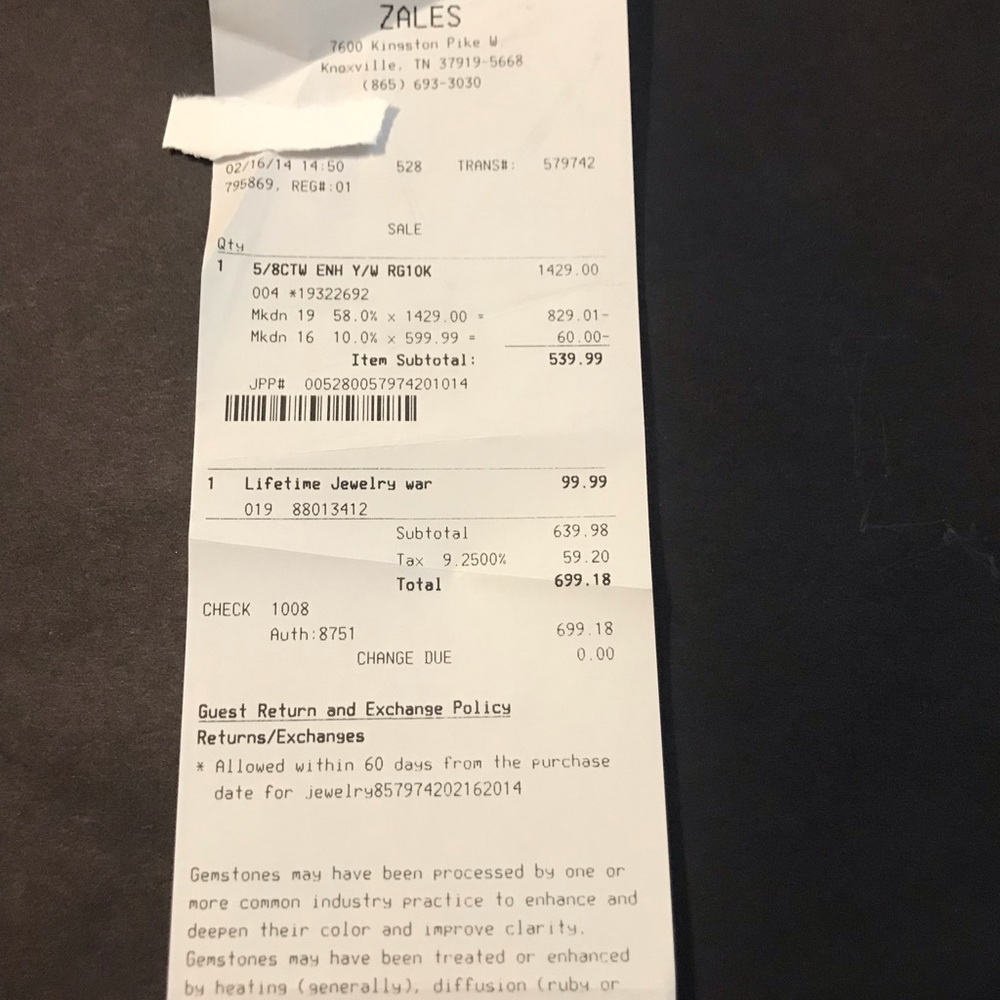 ZALES
7600 Kingston Pike W
Knoxville, TN 37919-5668
(865) 693-3030
02/16/14 14:50 528 TRANS#: 579742
795869, REG#:01
SALE
Qty
1 5/8CTW ENH Y/W RG10K 1429.00
004 *19322692
Mkdn 19 58.0% x 1429.00 = 829.01-
Mkdn 16 10.0% x 599.99 = 60.00-
Item Subtotal: 539.99
JPP# 005280057974201014
1 Lifetime Jewelry war 99.99
019 88013412
Subtotal 639.98
Tax 9.2500% 59.20
Total 699.18
CHECK 1008
Auth:8751 699.18
CHANGE DUE 0.00
Guest Return and Exchange Policy
Returns/Exchanges
* Allowed within 60 days from the purchase
date for jewelry857974202162014
Gemstones may have been processed by one or
more common industry practice to enhance and
deepen their color and improve clarity.
Gemstones may have been treated or enhanced
by heating (generally), diffusion (ruby or